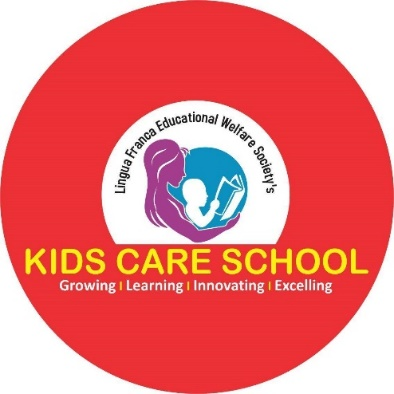 Lingua Franca Educational Welfare Society's
KIDS CARE SCHOOL
Growing | Learning | Innovating | Excelling